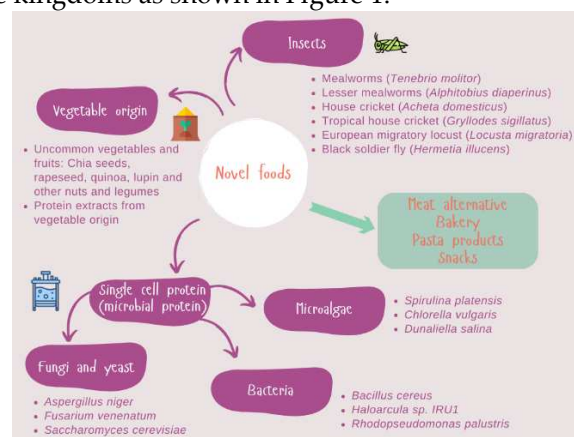 e kingdoms as shown in Figure 1.
Insects
• Mealworms (Tenebrio molitor)
• Lesser mealworms (Alphitobius diaperinus)
• House cricket (Acheta domesticus)
• Tropical house cricket (Gryllodes sigillatus)
• European migratory locust (Locusta migratoria)
• Black soldier fly (Hermetia illucens)
Vegetable origin
• Uncommon vegetables and
fruits: Chia seeds,
rapeseed, quinoa, lupin and
other nuts and legumes
• Protein extracts from
vegetable origin
Novel foods
Meat alternative
Bakery
Pasta products
Snacks
Single cell protein
(microbial protein)
Microalgae
• Spirulina platensis
• Chlorella vulgaris
• Dunaliella salina
Fungi and yeast
• Aspergillus niger
• Fusarium venenatum
• Saccharomyces cerevisiae
Bacteria
• Bacillus cereus
• Haloarcula sp. IRU1
• Rhodopseudomonas palustris